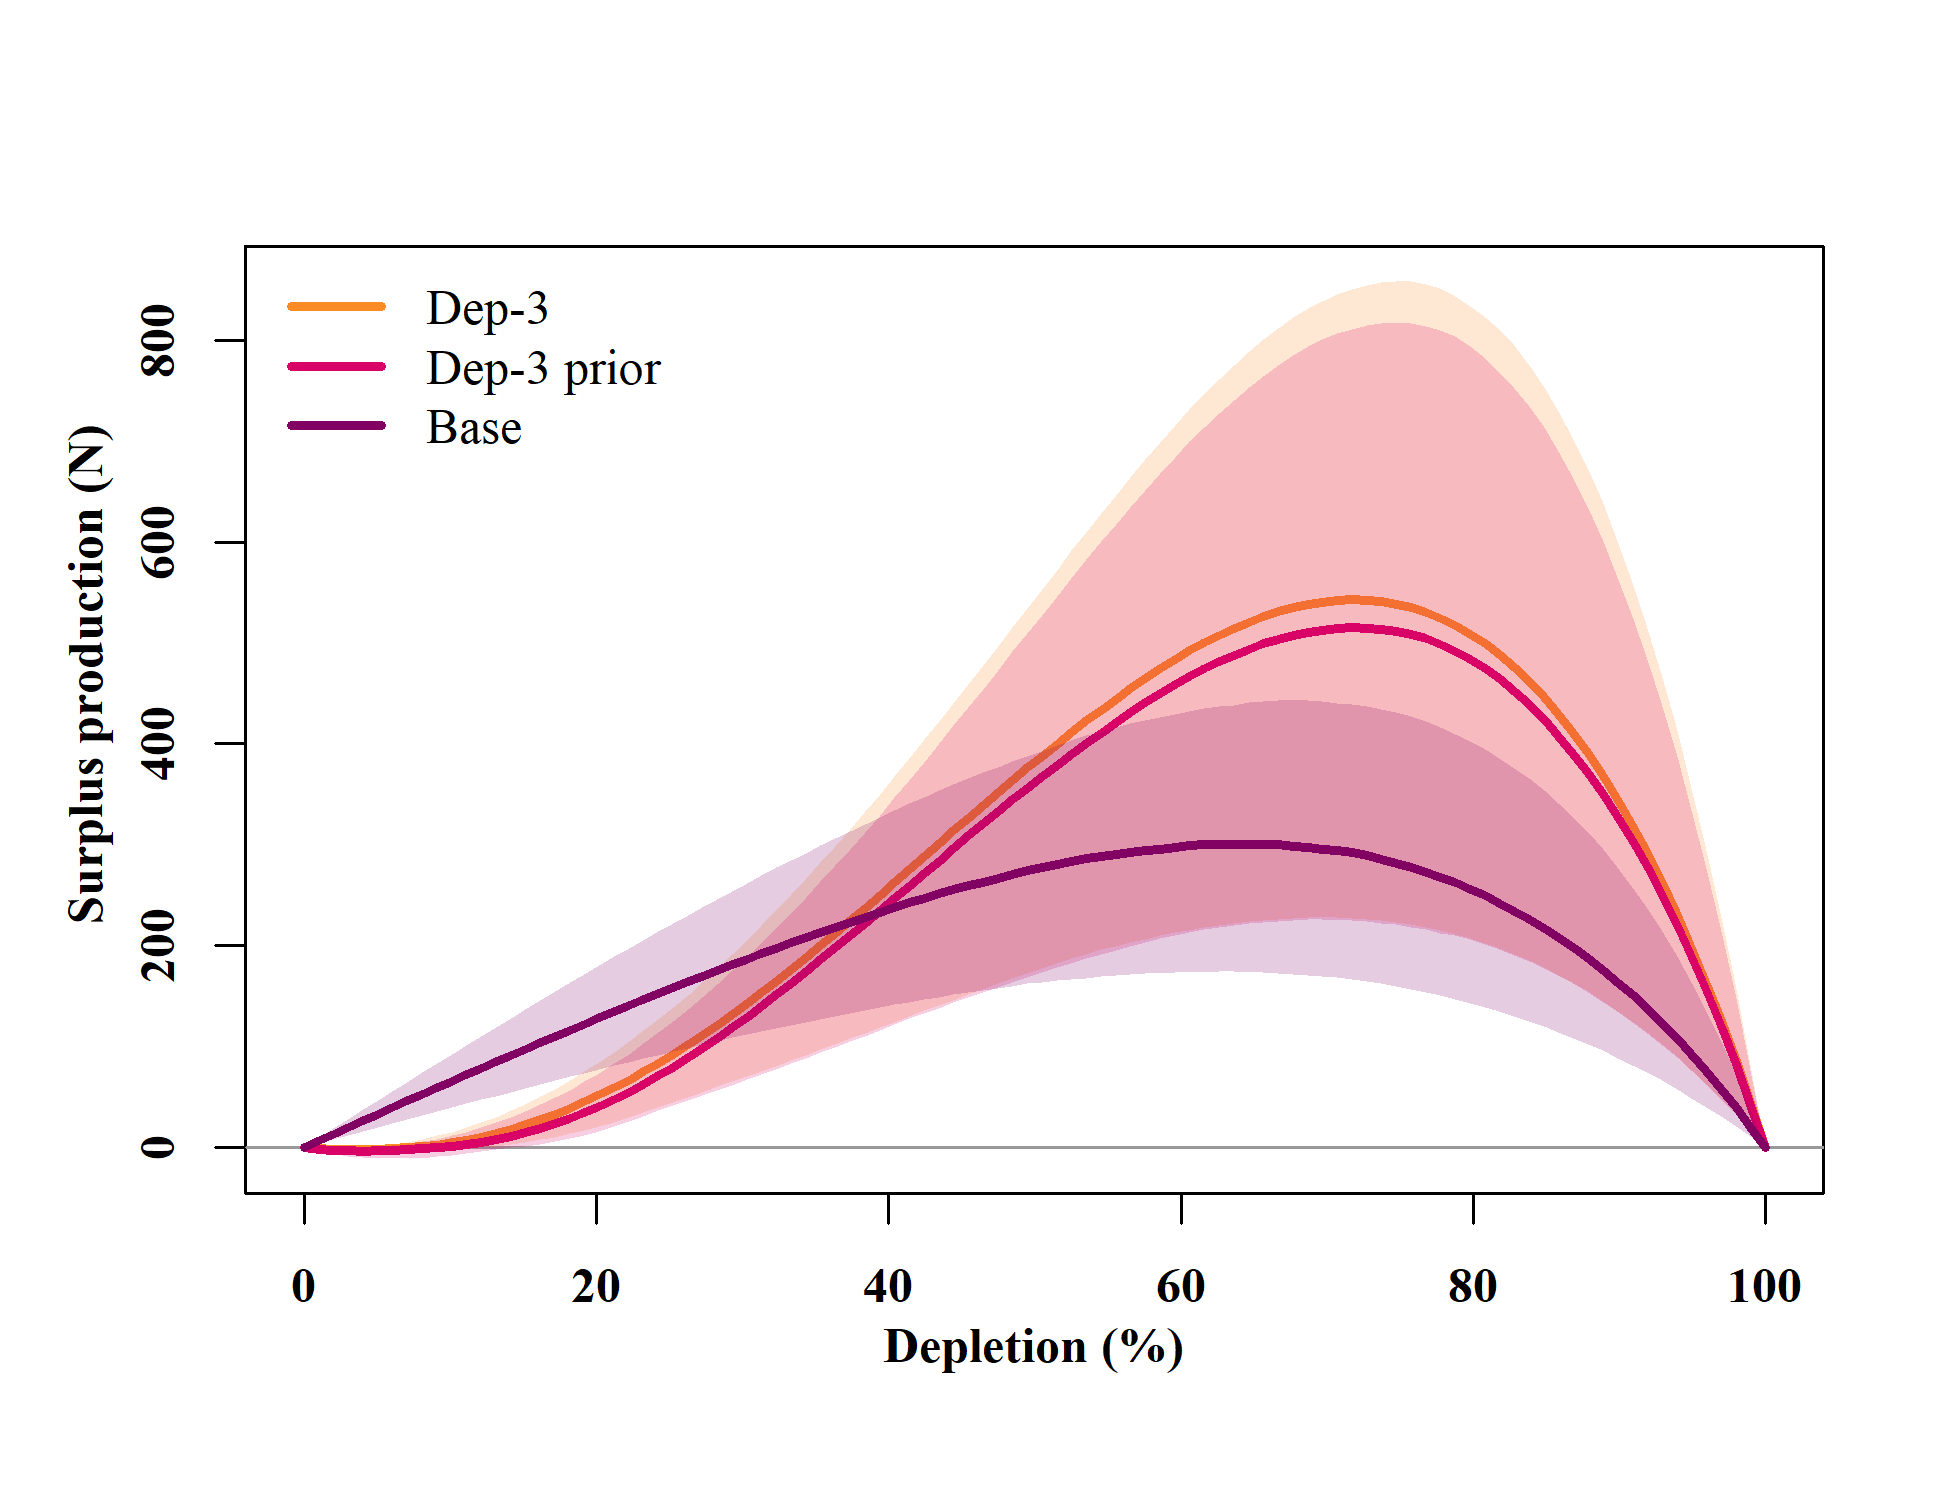 Dep-3
Dep-3 prior
Base
Surplus production (N)
800
600
400
200
0
0 20 40 60 80 100
Depletion (%)